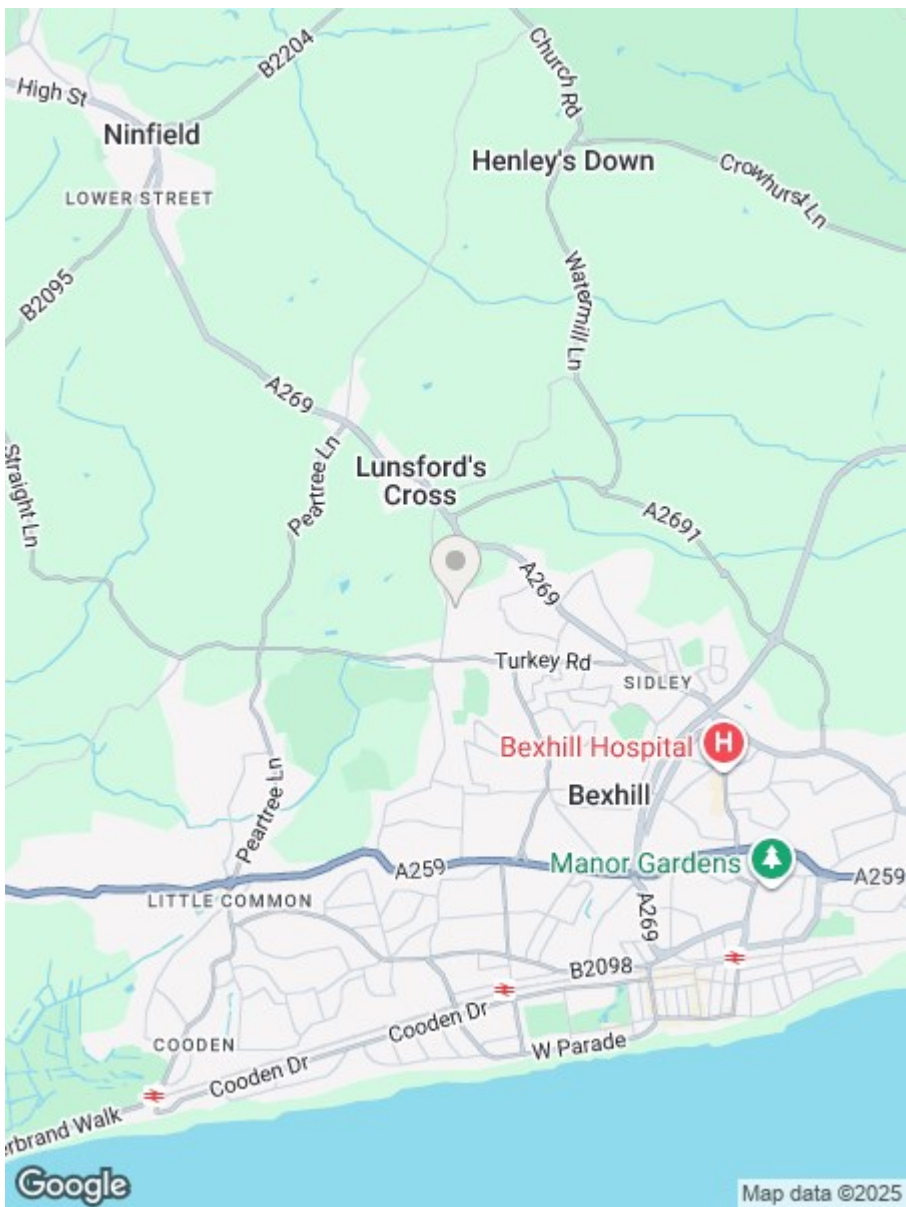 B2204
Church Rd
High St
Ninfield
Henley's Down
Crowhurst Ln
LOWER STREET
B2095
Watermill Ln
A269
Peartree Ln
Lunsford's
Cross
Straight Ln
A2691
A269
Turkey Rd
SIDLEY
Bexhill Hospital
H
Bexhill
Peartree Ln
Manor Gardens
A259
A259
LITTLE COMMON
A269
B2098
Cooden Dr
COODEN
W Parade
Cooden Dr
erbrand Walk
Google
Map data ©2025